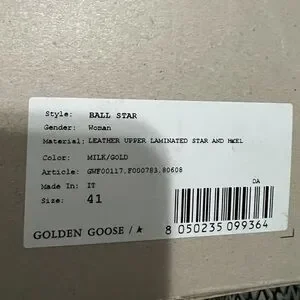 Style: BALL STAR
Gender: Woman
Material: LEATHER UPPER LAMINATED STAR AND HEEL
Color: MILK/GOLD
Article: GWF00117.F000783.80608
Made In: IT
Size: 41
DA
GOLDEN GOOSE / ★
8 050235 099364